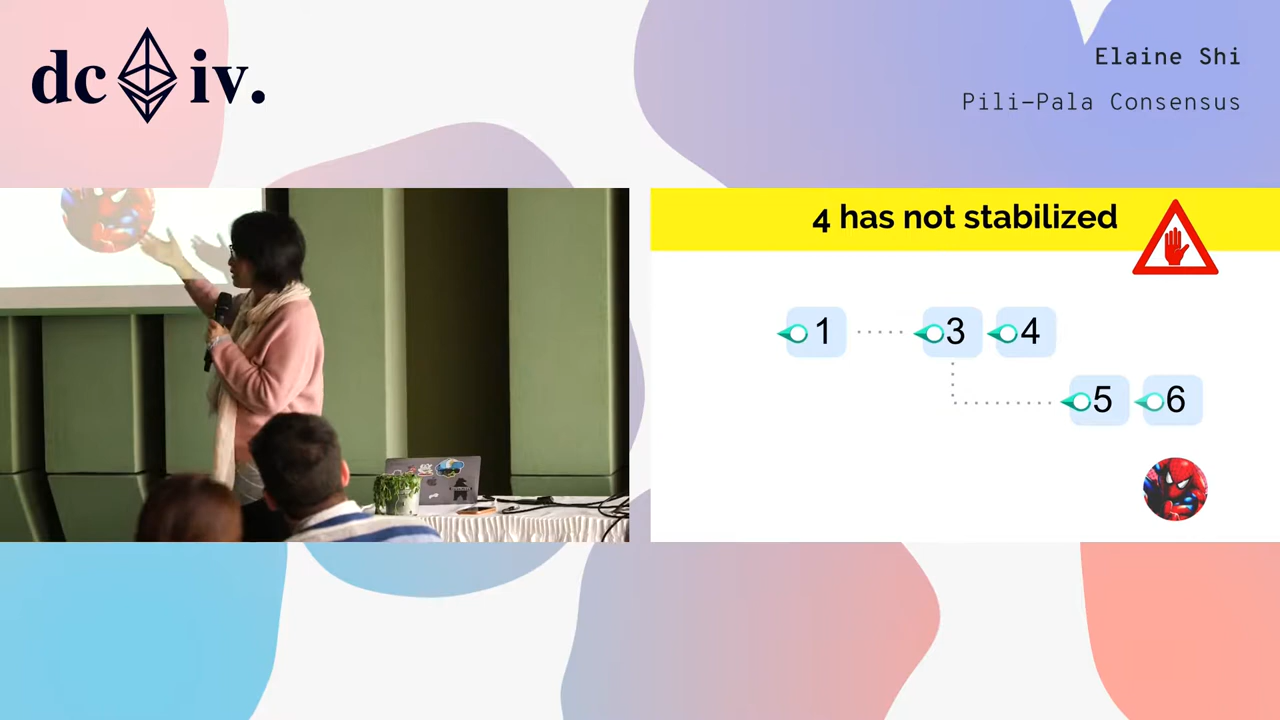 dc iv.
Elaine Shi
Pili-Pala Consensus
4 has not stabilized
1 3 4
5 6